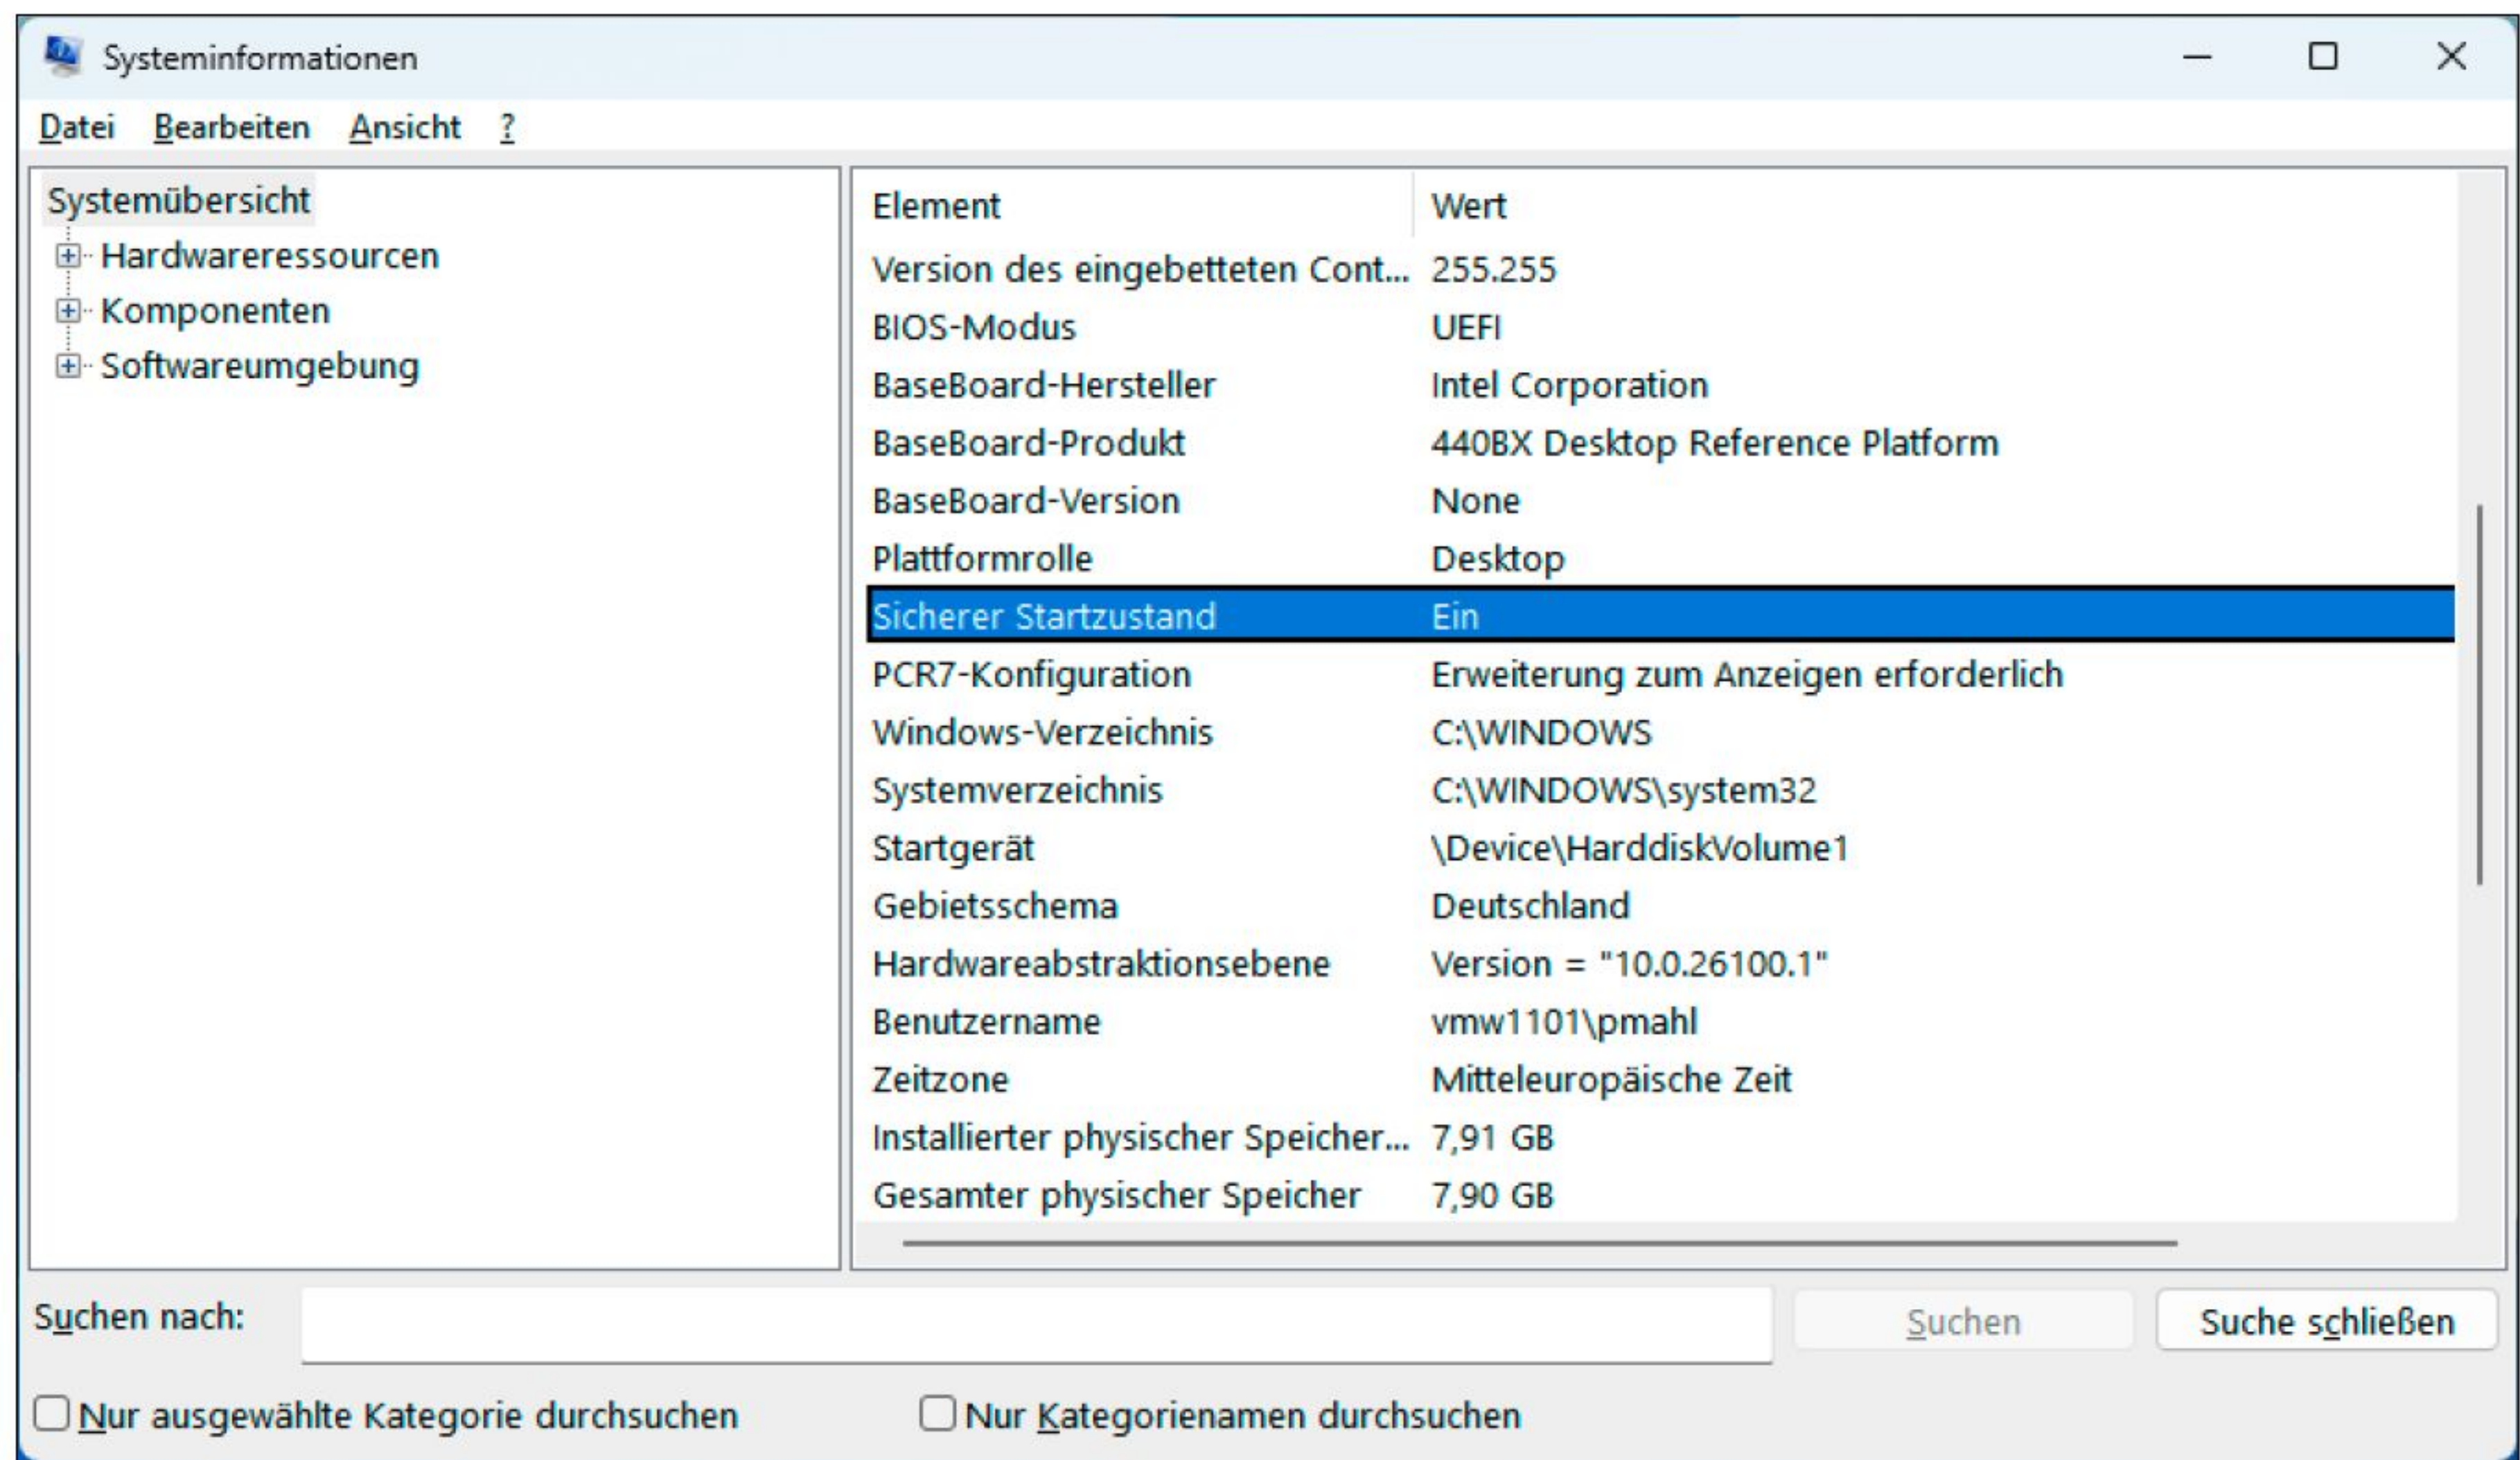 Systeminformationen
Datei Bearbeiten Ansicht ?
Systemübersicht
Hardwareressourcen
Komponenten
Softwareumgebung
Element Wert
Version des eingebetteten Cont... 255.255
BIOS-Modus UEFI
BaseBoard-Hersteller Intel Corporation
BaseBoard-Produkt 440BX Desktop Reference Platform
BaseBoard-Version None
Plattformrolle Desktop
Sicherer Startzustand Ein
PCR7-Konfiguration Erweiterung zum Anzeigen erforderlich
Windows-Verzeichnis C:\WINDOWS
Systemverzeichnis C:\WINDOWS\system32
Startgerät \Device\HarddiskVolume1
Gebietsschema Deutschland
Hardwareabstraktionsebene Version = "10.0.26100.1"
Benutzername vmw1101\pmahl
Zeitzone Mitteleuropäische Zeit
Installierter physischer Speicher... 7,91 GB
Gesamter physischer Speicher 7,90 GB
Suchen nach: Suchen Suche schließen
Nur ausgewählte Kategorie durchsuchen Nur Kategorienamen durchsuchen